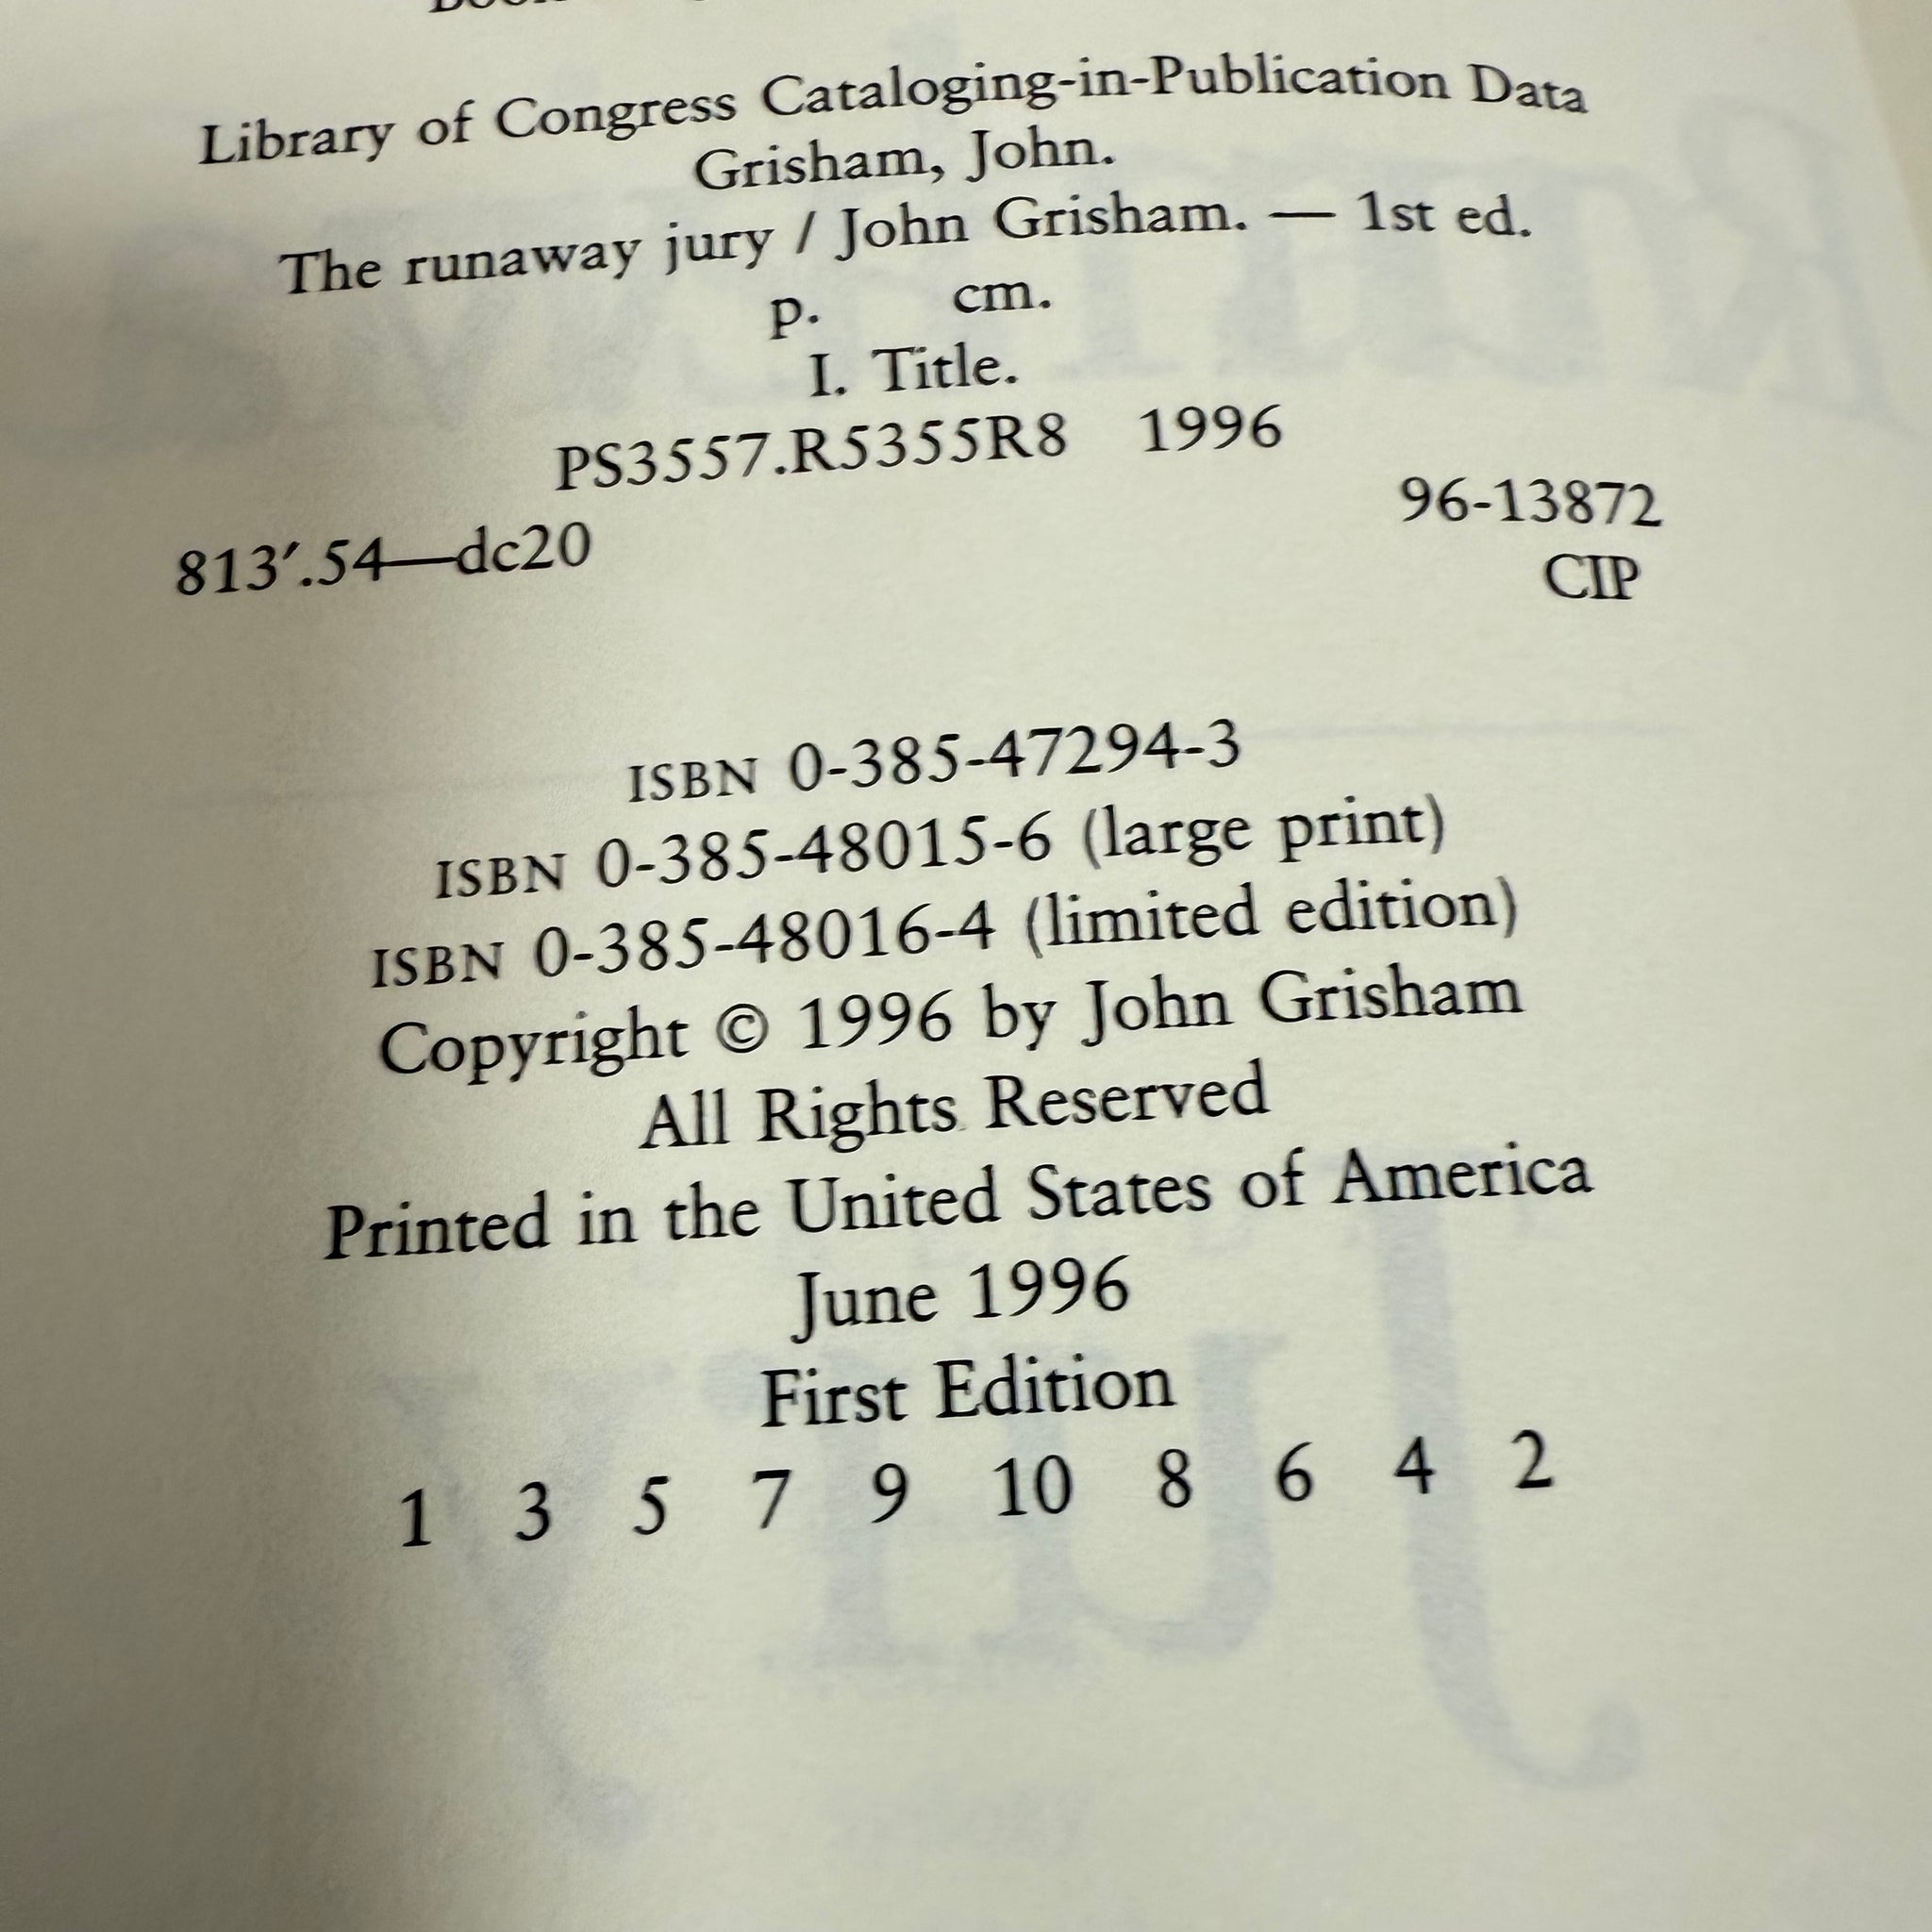 Library of Congress Cataloging-in-Publication Data
Grisham, John.
The runaway jury / John Grisham. — 1st ed.
p. cm.
I. Title.
PS3557.R5355R8 1996
813′.54—dc20 96-13872
CIP
ISBN 0-385-47294-3
ISBN 0-385-48015-6 (large print)
ISBN 0-385-48016-4 (limited edition)
Copyright © 1996 by John Grisham
All Rights Reserved
Printed in the United States of America
June 1996
First Edition
1 3 5 7 9 10 8 6 4 2